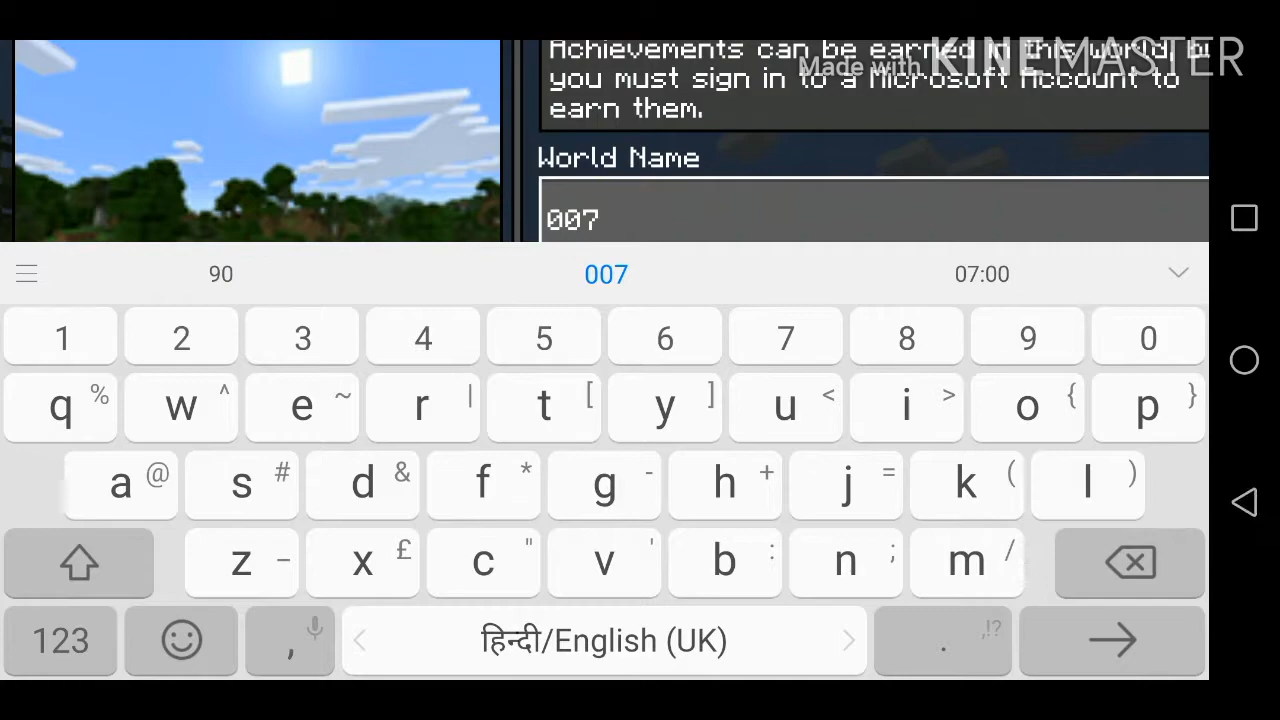 Achievements can be earned in this world, bu
you must sign in to a Microsoft Account to
earn them.
Made with KINEMASTER
World Name
007
90 007 07:00
1 2 3 4 5 6 7 8 9 0
q % w ^ e ~ r | t [ y ] u < i > o { p }
a @ s # d & f * g - h + j = k ( l )
z _ x £ c " v ' b : n ; m /
123 , हिन्दी/English (UK) . ,!?